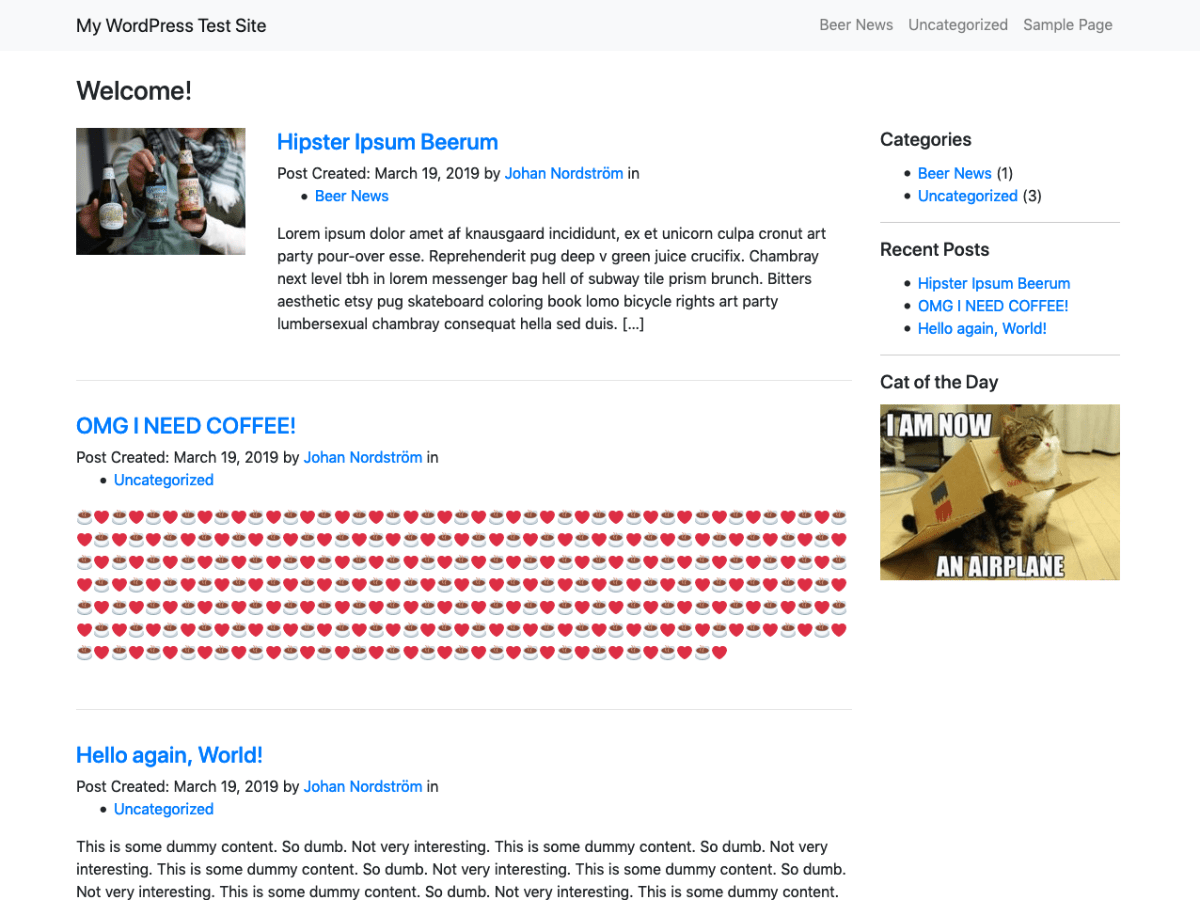 My WordPress Test Site
Beer News Uncategorized Sample Page
Welcome!
Hipster Ipsum Beerum
Post Created: March 19, 2019 by Johan Nordström in
• Beer News
Lorem ipsum dolor amet af knausgaard incididunt, ex et unicorn culpa cronut art
party pour-over esse. Reprehenderit pug deep v green juice crucifix. Chambray
next level tbh in lorem messenger bag hell of subway tile prism brunch. Bitters
aesthetic etsy pug skateboard coloring book lomo bicycle rights art party
lumbersexual chambray consequat hella sed duis. [...]
OMG I NEED COFFEE!
Post Created: March 19, 2019 by Johan Nordström in
• Uncategorized
Hello again, World!
Post Created: March 19, 2019 by Johan Nordström in
• Uncategorized
This is some dummy content. So dumb. Not very interesting. This is some dummy content. So dumb. Not very
interesting. This is some dummy content. So dumb. Not very interesting. This is some dummy content. So dumb.
Not very interesting. This is some dummy content. So dumb. Not very interesting. This is some dummy content.
Categories
• Beer News (1)
• Uncategorized (3)
Recent Posts
• Hipster Ipsum Beerum
• OMG I NEED COFFEE!
• Hello again, World!
Cat of the Day
I AM NOW
AN AIRPLANE